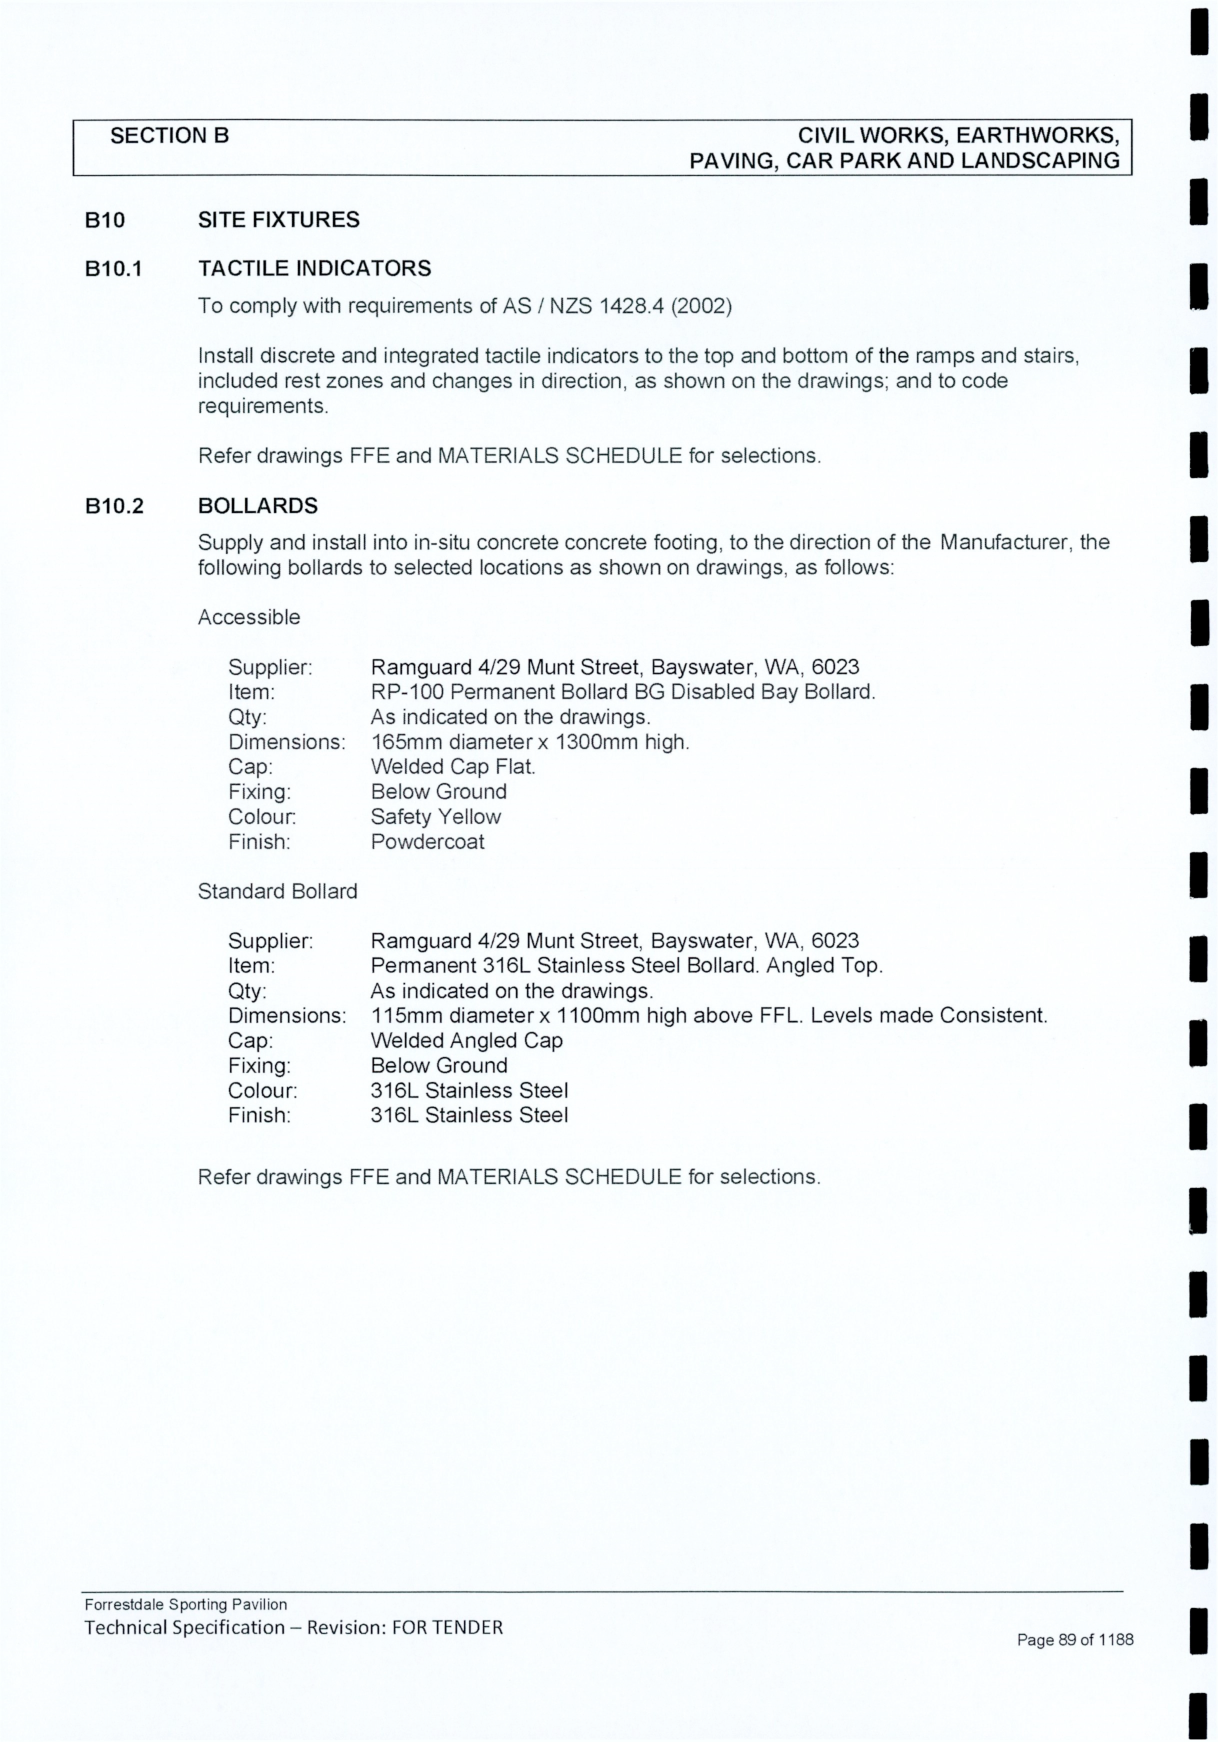 SECTION B
CIVIL WORKS, EARTHWORKS,
PAVING, CAR PARK AND LANDSCAPING
B10 SITE FIXTURES
B10.1 TACTILE INDICATORS
To comply with requirements of AS / NZS 1428.4 (2002)
Install discrete and integrated tactile indicators to the top and bottom of the ramps and stairs,
included rest zones and changes in direction, as shown on the drawings; and to code
requirements.
Refer drawings FFE and MATERIALS SCHEDULE for selections.
B10.2 BOLLARDS
Supply and install into in-situ concrete concrete footing, to the direction of the Manufacturer, the
following bollards to selected locations as shown on drawings, as follows:
Accessible
Supplier: Ramguard 4/29 Munt Street, Bayswater, WA, 6023
Item: RP-100 Permanent Bollard BG Disabled Bay Bollard.
Qty: As indicated on the drawings.
Dimensions: 165mm diameter x 1300mm high.
Cap: Welded Cap Flat.
Fixing: Below Ground
Colour: Safety Yellow
Finish: Powdercoat
Standard Bollard
Supplier: Ramguard 4/29 Munt Street, Bayswater, WA, 6023
Item: Permanent 316L Stainless Steel Bollard. Angled Top.
Qty: As indicated on the drawings.
Dimensions: 115mm diameter x 1100mm high above FFL. Levels made Consistent.
Cap: Welded Angled Cap
Fixing: Below Ground
Colour: 316L Stainless Steel
Finish: 316L Stainless Steel
Refer drawings FFE and MATERIALS SCHEDULE for selections.
Forrestdale Sporting Pavilion
Technical Specification – Revision: FOR TENDER
Page 89 of 1188